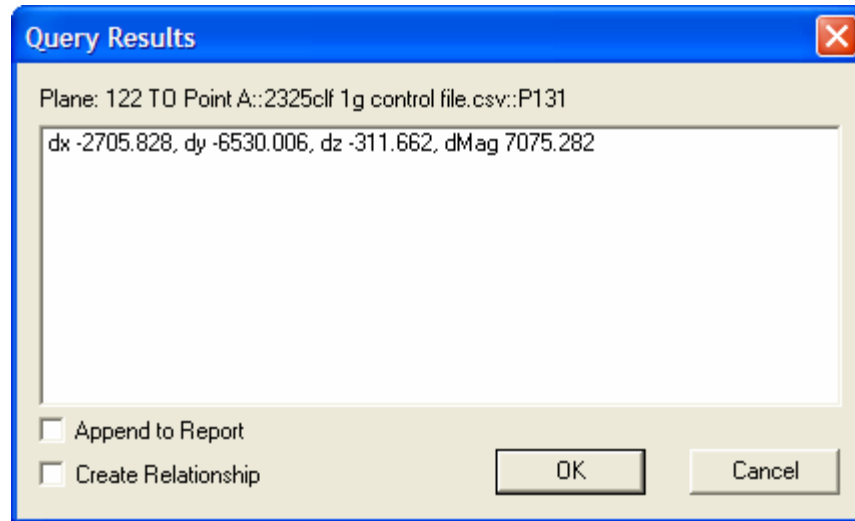 Query Results
Plane: 122 TO Point A::2325clf 1g control file.csv::P131
dx -2705.828, dy -6530.006, dz -311.662, dMag 7075.282
Append to Report
Create Relationship
OK
Cancel